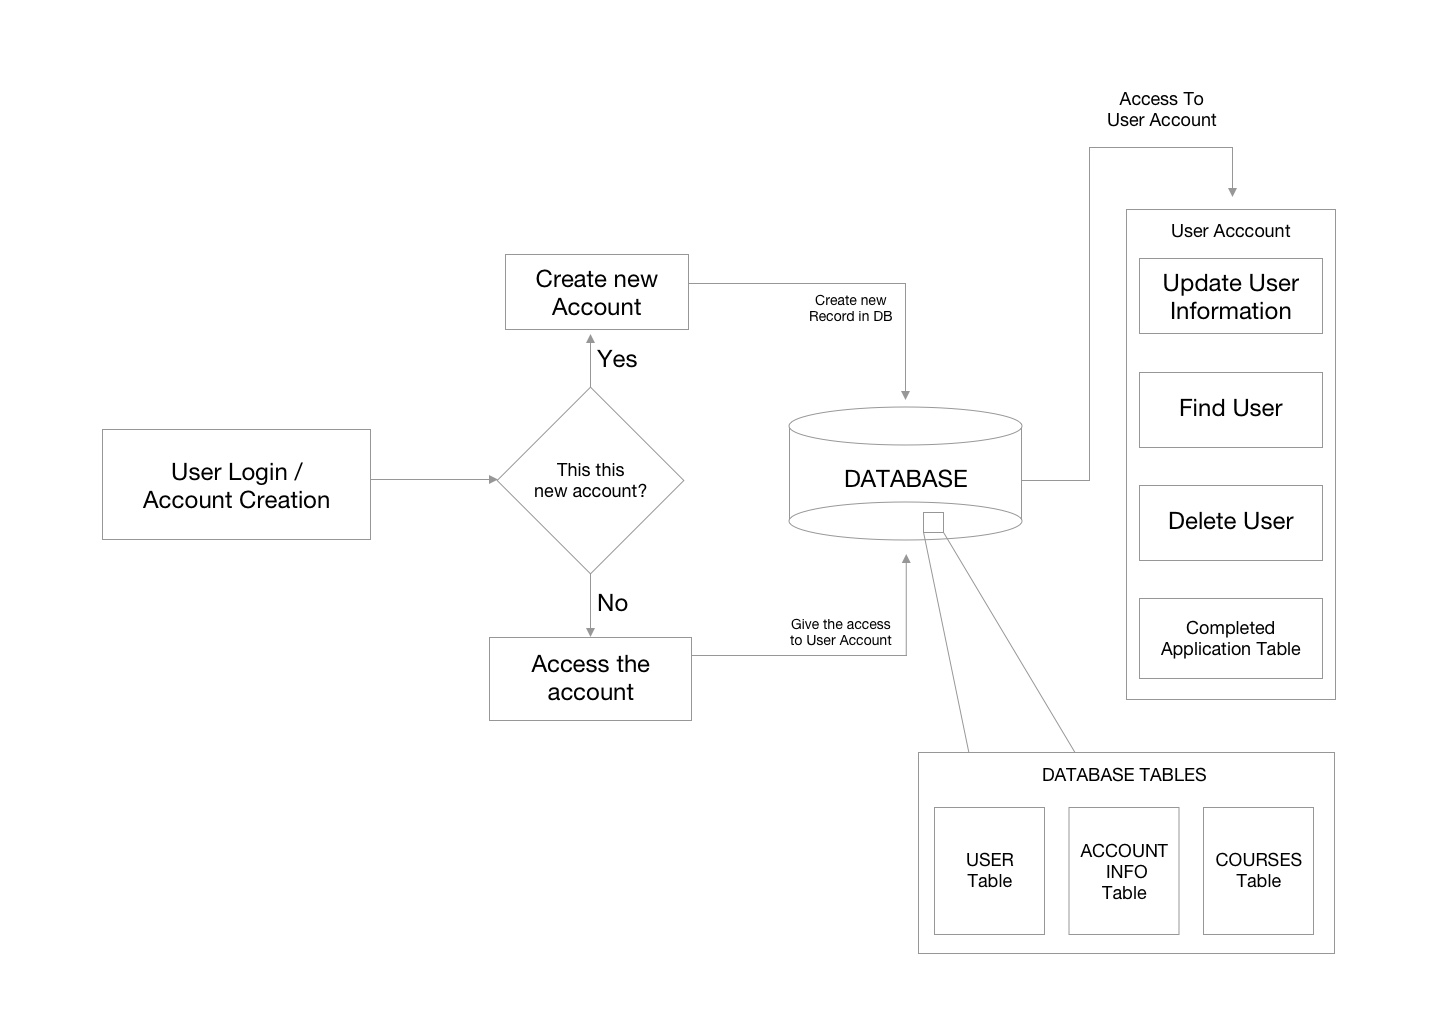 Access To
User Account
User Acccount
Update User
Information
Find User
Delete User
Completed
Application Table
Create new
Account
Create new
Record in DB
Yes
User Login /
Account Creation
This this
new account?
DATABASE
No
Give the access
to User Account
Access the
account
DATABASE TABLES
USER
Table
ACCOUNT
INFO
Table
COURSES
Table